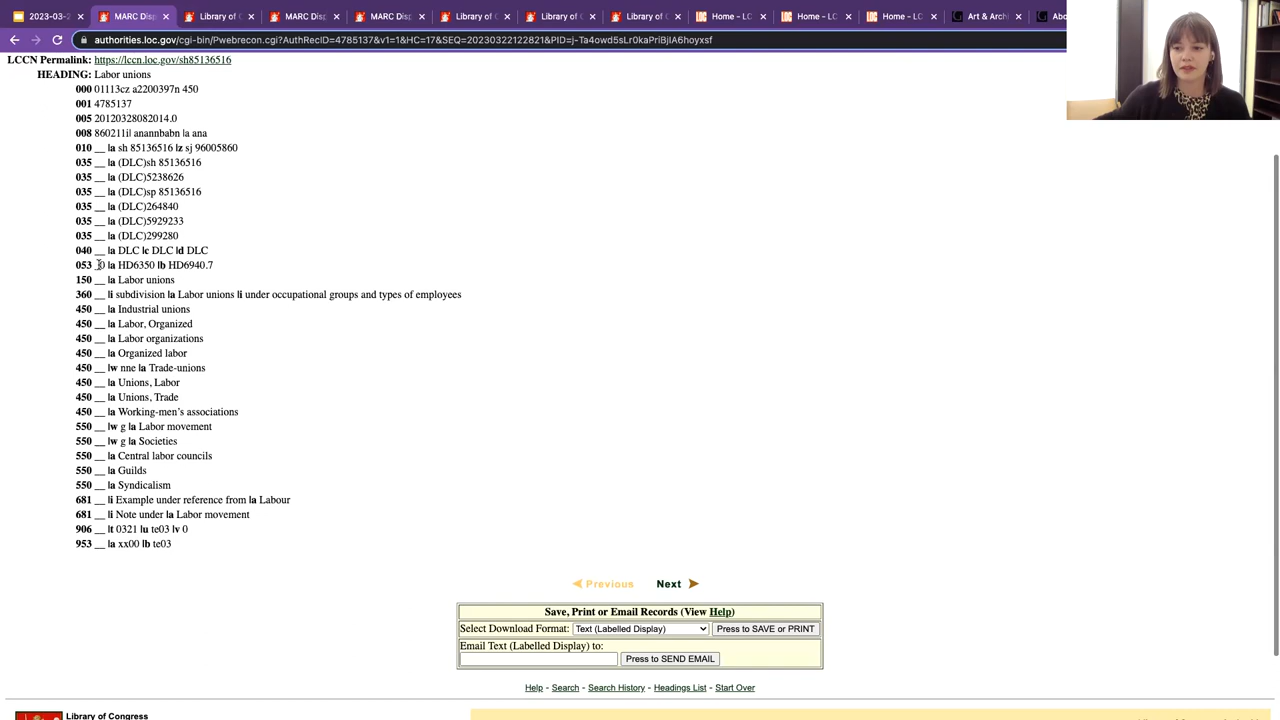 2023-03-2
MARC Disp
Library of C
MARC Disp
MARC Disp
Library of C
Library of C
Library of C
Home - LC
Home - LC
Home - LC
Art & Archi
Abo
authorities.loc.gov/cgi-bin/Pwebrecon.cgi?AuthRecID=4785137&v1=1&HC=17&SEQ=20230322122821&PID=j-Ta4owd5sLr0kaPriBjIA6hoyxsf
LCCN Permalink: https://lccn.loc.gov/sh85136516
HEADING: Labor unions
000 01113cz a2200397n 450
001 4785137
005 20120328082014.0
008 860211i| anannbabn |a ana
010 __ |a sh 85136516 |z sj 96005860
035 __ |a (DLC)sh 85136516
035 __ |a (DLC)5238626
035 __ |a (DLC)sp 85136516
035 __ |a (DLC)264840
035 __ |a (DLC)5929233
035 __ |a (DLC)299280
040 __ |a DLC |c DLC |d DLC
053 _0 |a HD6350 |b HD6940.7
150 __ |a Labor unions
360 __ |i subdivision |a Labor unions |i under occupational groups and types of employees
450 __ |a Industrial unions
450 __ |a Labor, Organized
450 __ |a Labor organizations
450 __ |a Organized labor
450 __ |w nne |a Trade-unions
450 __ |a Unions, Labor
450 __ |a Unions, Trade
450 __ |a Working-men's associations
550 __ |w g |a Labor movement
550 __ |w g |a Societies
550 __ |a Central labor councils
550 __ |a Guilds
550 __ |a Syndicalism
681 __ |i Example under reference from |a Labour
681 __ |i Note under |a Labor movement
906 __ |t 0321 |u te03 |v 0
953 __ |a xx00 |b te03
Previous Next
Save, Print or Email Records (View Help)
Select Download Format: Text (Labelled Display) Press to SAVE or PRINT
Email Text (Labelled Display) to:
Press to SEND EMAIL
Help - Search - Search History - Headings List - Start Over
Library of Congress